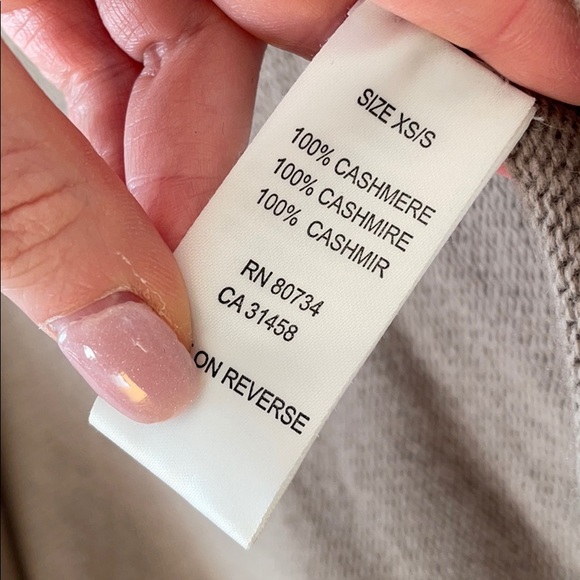 SIZE XS/S
100% CASHMERE
100% CASHMIRE
100% CASHMIR
RN 80734
CA 31458
ON REVERSE